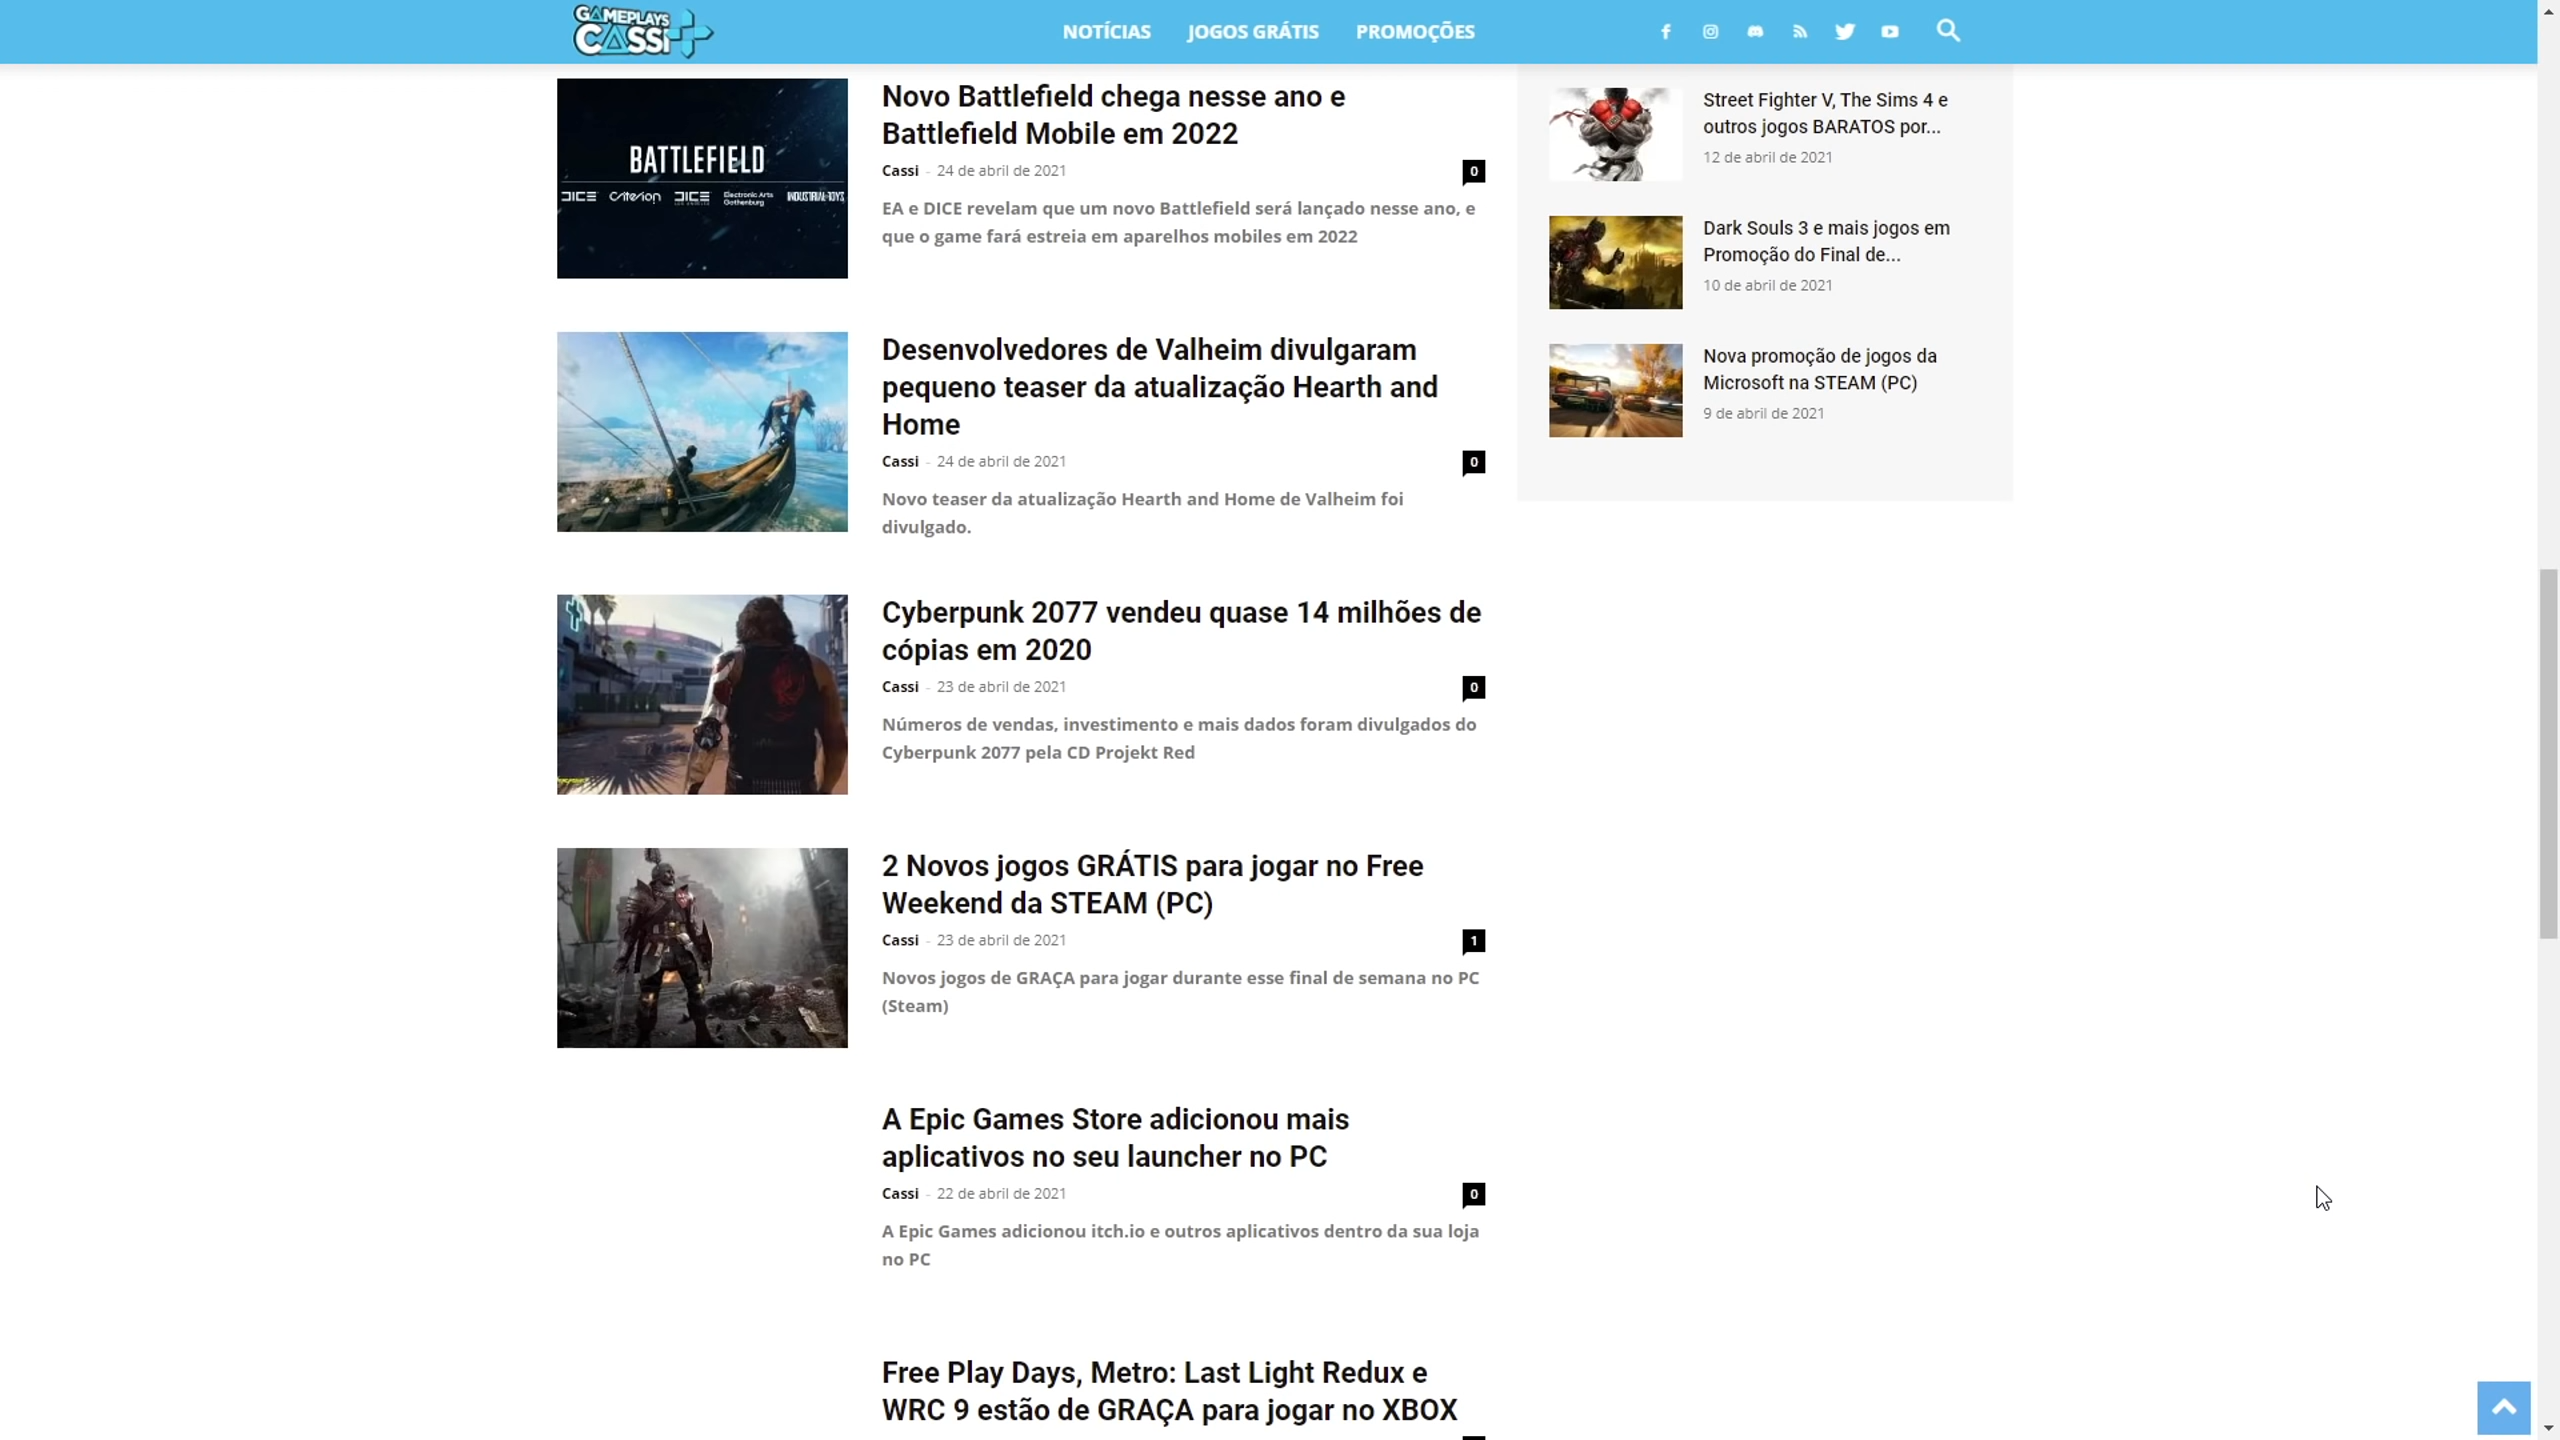 GAMEPLAYS
CASSI
NOTÍCIAS
JOGOS GRÁTIS
PROMOÇÕES
BATTLEFIELD
DICE Criterion DICE Electronic Arts Gothenburg INDUSTRIAL TOYS
LOS ANGELES
Novo Battlefield chega nesse ano e
Battlefield Mobile em 2022
Cassi - 24 de abril de 2021
0
EA e DICE revelam que um novo Battlefield será lançado nesse ano, e
que o game fará estreia em aparelhos mobiles em 2022
Desenvolvedores de Valheim divulgaram
pequeno teaser da atualização Hearth and
Home
Cassi - 24 de abril de 2021
0
Novo teaser da atualização Hearth and Home de Valheim foi
divulgado.
Cyberpunk 2077 vendeu quase 14 milhões de
cópias em 2020
Cassi - 23 de abril de 2021
0
Números de vendas, investimento e mais dados foram divulgados do
Cyberpunk 2077 pela CD Projekt Red
2 Novos jogos GRÁTIS para jogar no Free
Weekend da STEAM (PC)
Cassi - 23 de abril de 2021
1
Novos jogos de GRAÇA para jogar durante esse final de semana no PC
(Steam)
A Epic Games Store adicionou mais
aplicativos no seu launcher no PC
Cassi - 22 de abril de 2021
0
A Epic Games adicionou itch.io e outros aplicativos dentro da sua loja
no PC
Free Play Days, Metro: Last Light Redux e
WRC 9 estão de GRAÇA para jogar no XBOX
Street Fighter V, The Sims 4 e
outros jogos BARATOS por...
12 de abril de 2021
Dark Souls 3 e mais jogos em
Promoção do Final de...
10 de abril de 2021
Nova promoção de jogos da
Microsoft na STEAM (PC)
9 de abril de 2021